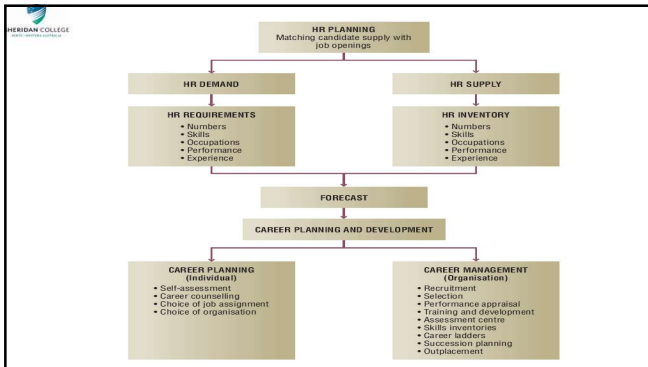 HERIDAN COLLEGE
HR PLANNING
Matching candidate supply with
job openings
HR DEMAND
HR SUPPLY
HR REQUIREMENTS
• Numbers
• Skills
• Occupations
• Performance
• Experience
HR INVENTORY
• Numbers
• Skills
• Occupations
• Performance
• Experience
FORECAST
CAREER PLANNING AND DEVELOPMENT
CAREER PLANNING
(Individual)
• Self-assessment
• Career counselling
• Choice of job assignment
• Choice of organisation
CAREER MANAGEMENT
(Organisation)
• Recruitment
• Selection
• Performance appraisal
• Training and development
• Assessment centre
• Skills inventories
• Career ladders
• Succession planning
• Outplacement